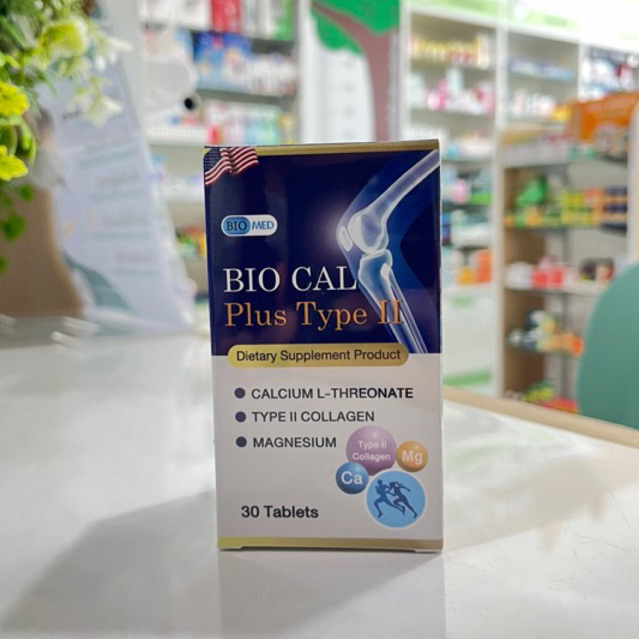 BIO MED
BIO CAL
Plus Type II
Dietary Supplement Product
CALCIUM L-THREONATE
TYPE II COLLAGEN
MAGNESIUM
Type II
Collagen
Mg
Ca
30 Tablets